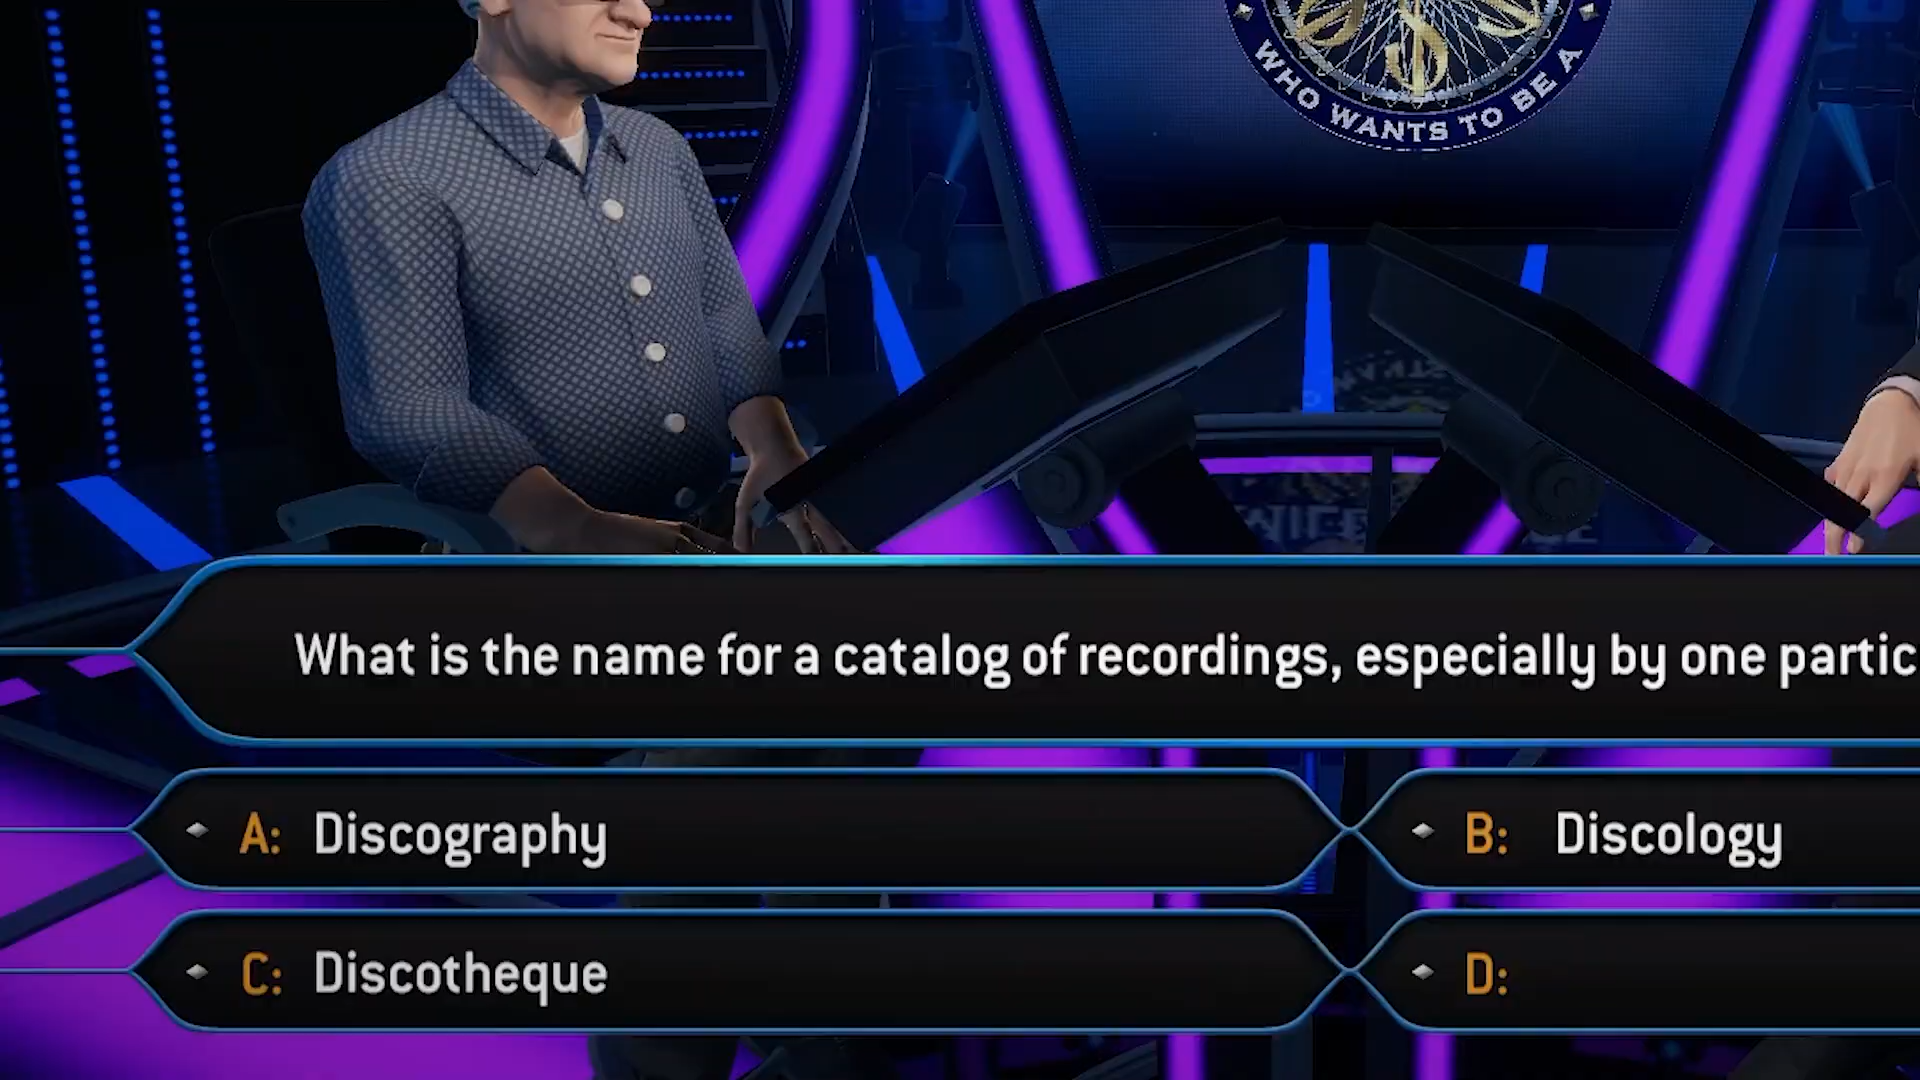 WHO WANTS TO BE A
What is the name for a catalog of recordings, especially by one partic
A: Discography
B: Discology
C: Discotheque
D: